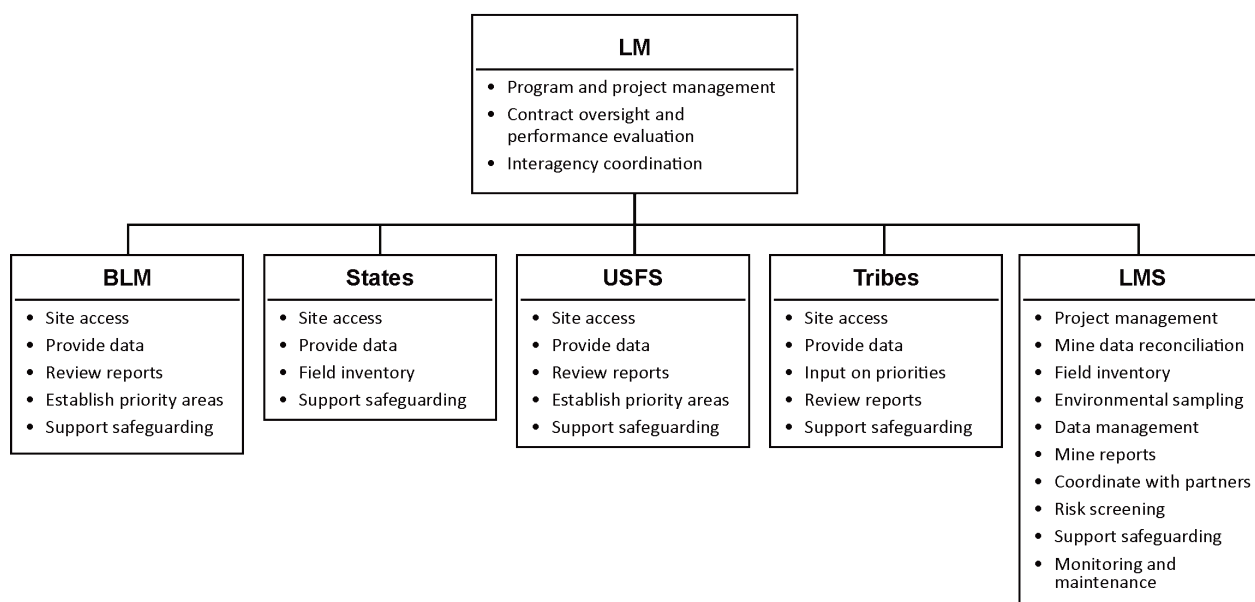 LM
• Program and project management
• Contract oversight and
performance evaluation
• Interagency coordination
BLM
• Site access
• Provide data
• Review reports
• Establish priority areas
• Support safeguarding
States
• Site access
• Provide data
• Field inventory
• Support safeguarding
USFS
• Site access
• Provide data
• Review reports
• Establish priority areas
• Support safeguarding
Tribes
• Site access
• Provide data
• Input on priorities
• Review reports
• Support safeguarding
LMS
• Project management
• Mine data reconciliation
• Field inventory
• Environmental sampling
• Data management
• Mine reports
• Coordinate with partners
• Risk screening
• Support safeguarding
• Monitoring and
maintenance